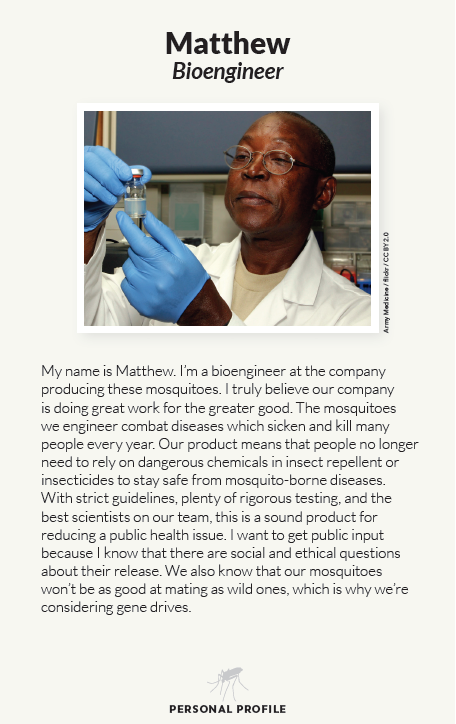 Matthew
Bioengineer
Army Medicine / flickr / CC BY 2.0
My name is Matthew. I'm a bioengineer at the company
producing these mosquitoes. I truly believe our company
is doing great work for the greater good. The mosquitoes
we engineer combat diseases which sicken and kill many
people every year. Our product means that people no longer
need to rely on dangerous chemicals in insect repellent or
insecticides to stay safe from mosquito-borne diseases.
With strict guidelines, plenty of rigorous testing, and the
best scientists on our team, this is a sound product for
reducing a public health issue. I want to get public input
because I know that there are social and ethical questions
about their release. We also know that our mosquitoes
won't be as good at mating as wild ones, which is why we're
considering gene drives.
PERSONAL PROFILE